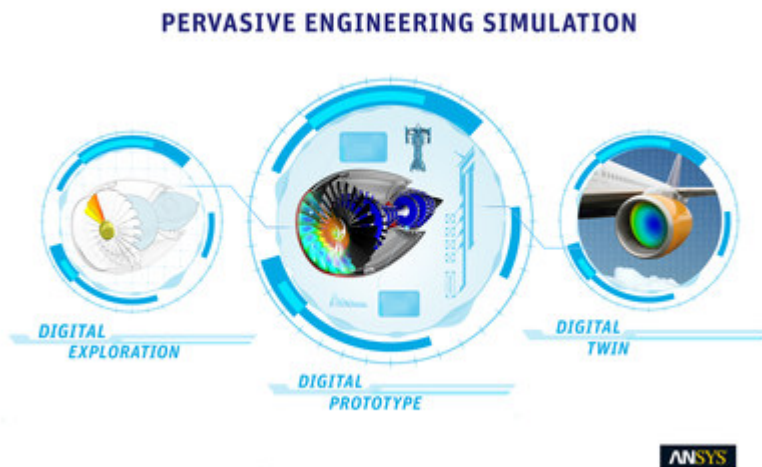 PERVASIVE ENGINEERING SIMULATION
DIGITAL
EXPLORATION
DIGITAL
PROTOTYPE
DIGITAL
TWIN
ANSYS